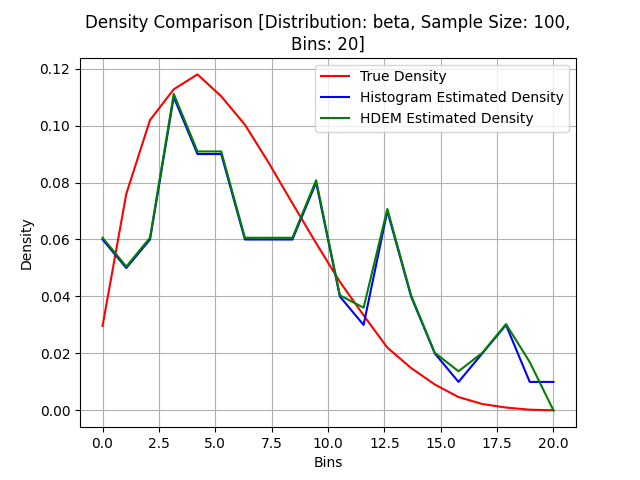 Density Comparison [Distribution: beta, Sample Size: 100,
Bins: 20]
True Density
Histogram Estimated Density
HDEM Estimated Density
Density
0.12
0.10
0.08
0.06
0.04
0.02
0.00
0.0 2.5 5.0 7.5 10.0 12.5 15.0 17.5 20.0
Bins